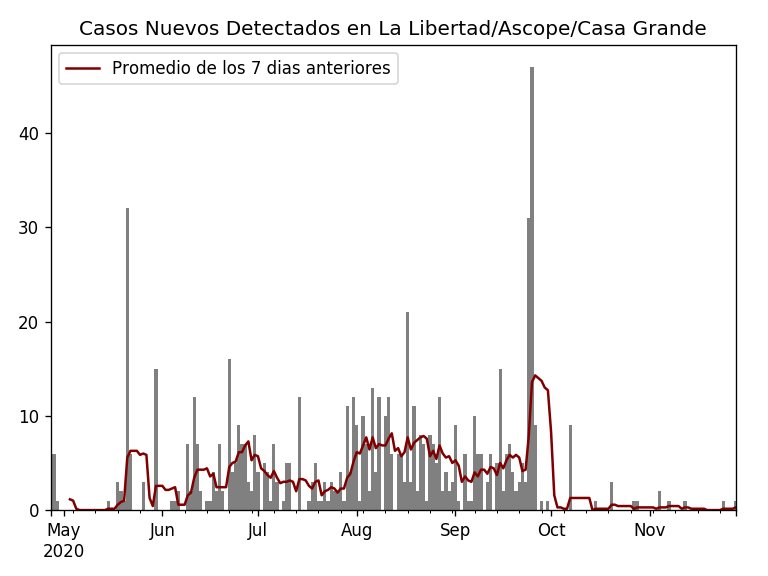 Casos Nuevos Detectados en La Libertad/Ascope/Casa Grande
Promedio de los 7 dias anteriores
40
30
20
10
0
May Jun Jul Aug Sep Oct Nov
2020